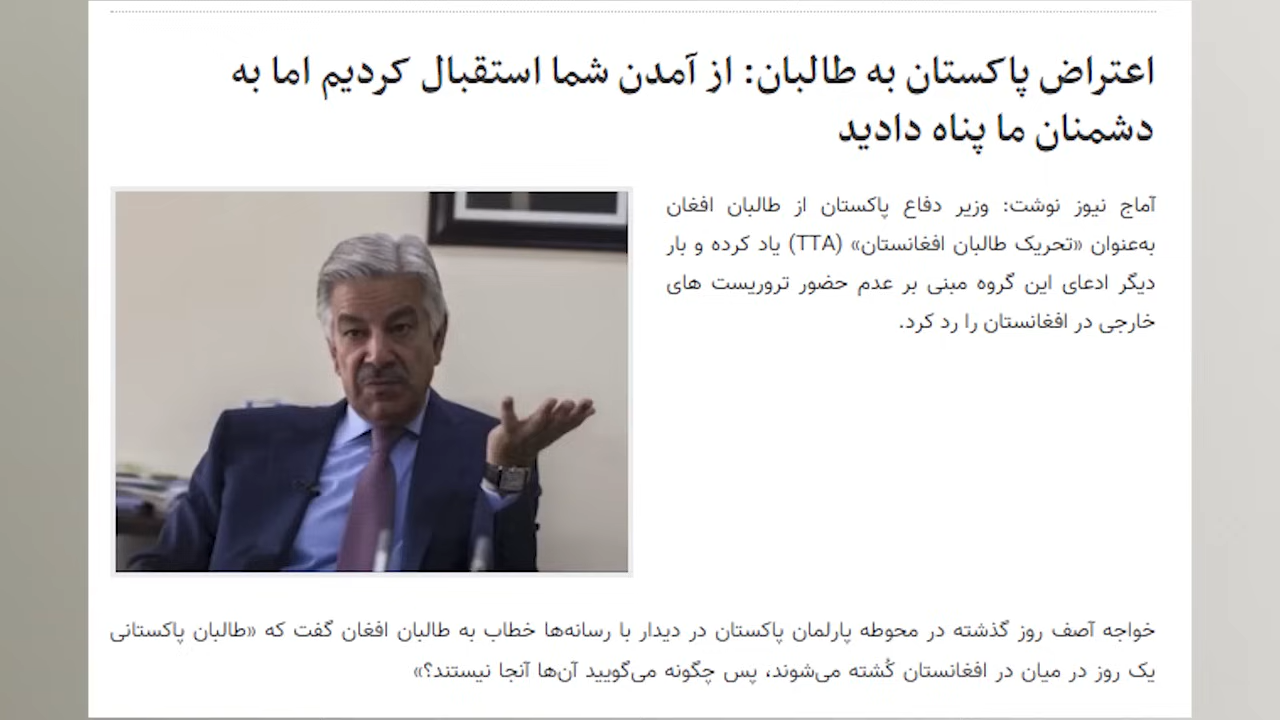 اعتراض پاکستان به طالبان: از آمدن شما استقبال کردیم اما به
دشمنان ما پناه دادید
آماج نیوز نوشت: وزیر دفاع پاکستان از طالبان افغان
به‌عنوان «تحریک طالبان افغانستان» (TTA) یاد کرده و بار
دیگر ادعای این گروه مبنی بر عدم حضور تروریست های
خارجی در افغانستان را رد کرد.
خواجه آصف روز گذشته در محوطه پارلمان پاکستان در دیدار با رسانه‌ها خطاب به طالبان افغان گفت که «طالبان پاکستانی
یک روز در میان در افغانستان کُشته می‌شوند، پس چگونه می‌گویید آن‌ها آنجا نیستند؟»